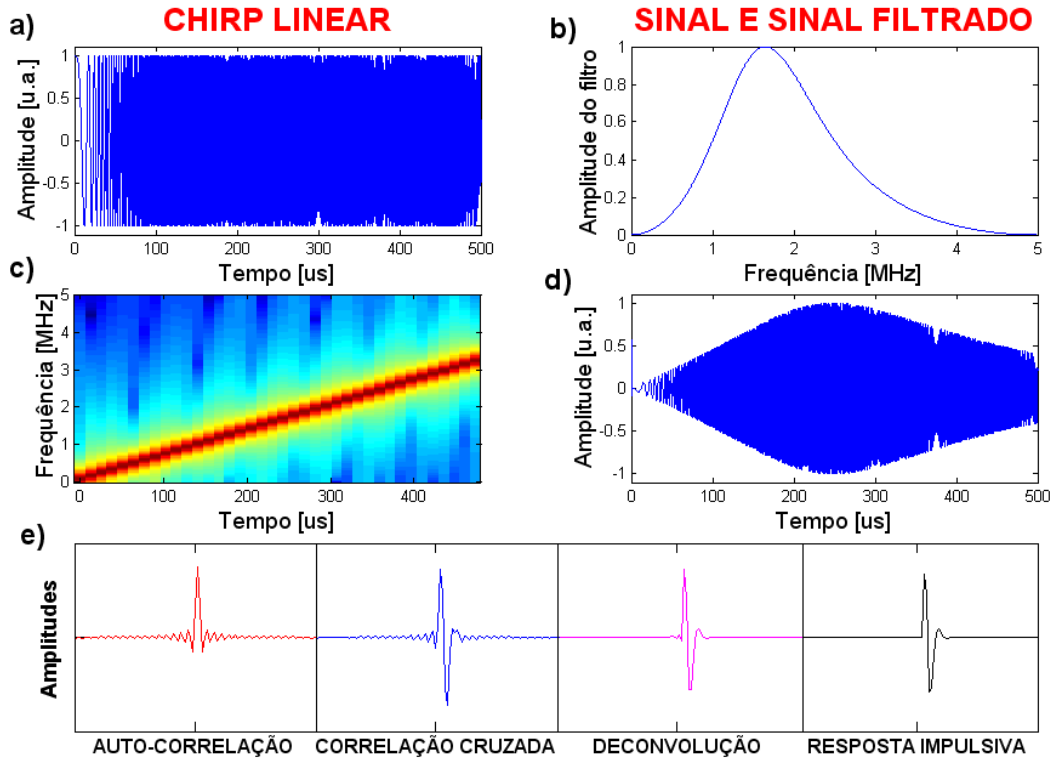 CHIRP LINEAR
a)
Amplitude [u.a.]
1
0.5
0
-0.5
-1
0 100 200 300 400 500
Tempo [us]
SINAL E SINAL FILTRADO
b)
Amplitude do filtro
1
0.8
0.6
0.4
0.2
0
0 1 2 3 4 5
Frequência [MHz]
c)
Frequência [MHz]
5
4
3
2
1
0
0 100 200 300 400
Tempo [us]
d)
Amplitude [u.a.]
1
0.5
0
-0.5
-1
0 100 200 300 400 500
Tempo [us]
e)
Amplitudes
AUTO-CORRELAÇÃO
CORRELAÇÃO CRUZADA
DECONVOLUÇÃO
RESPOSTA IMPULSIVA